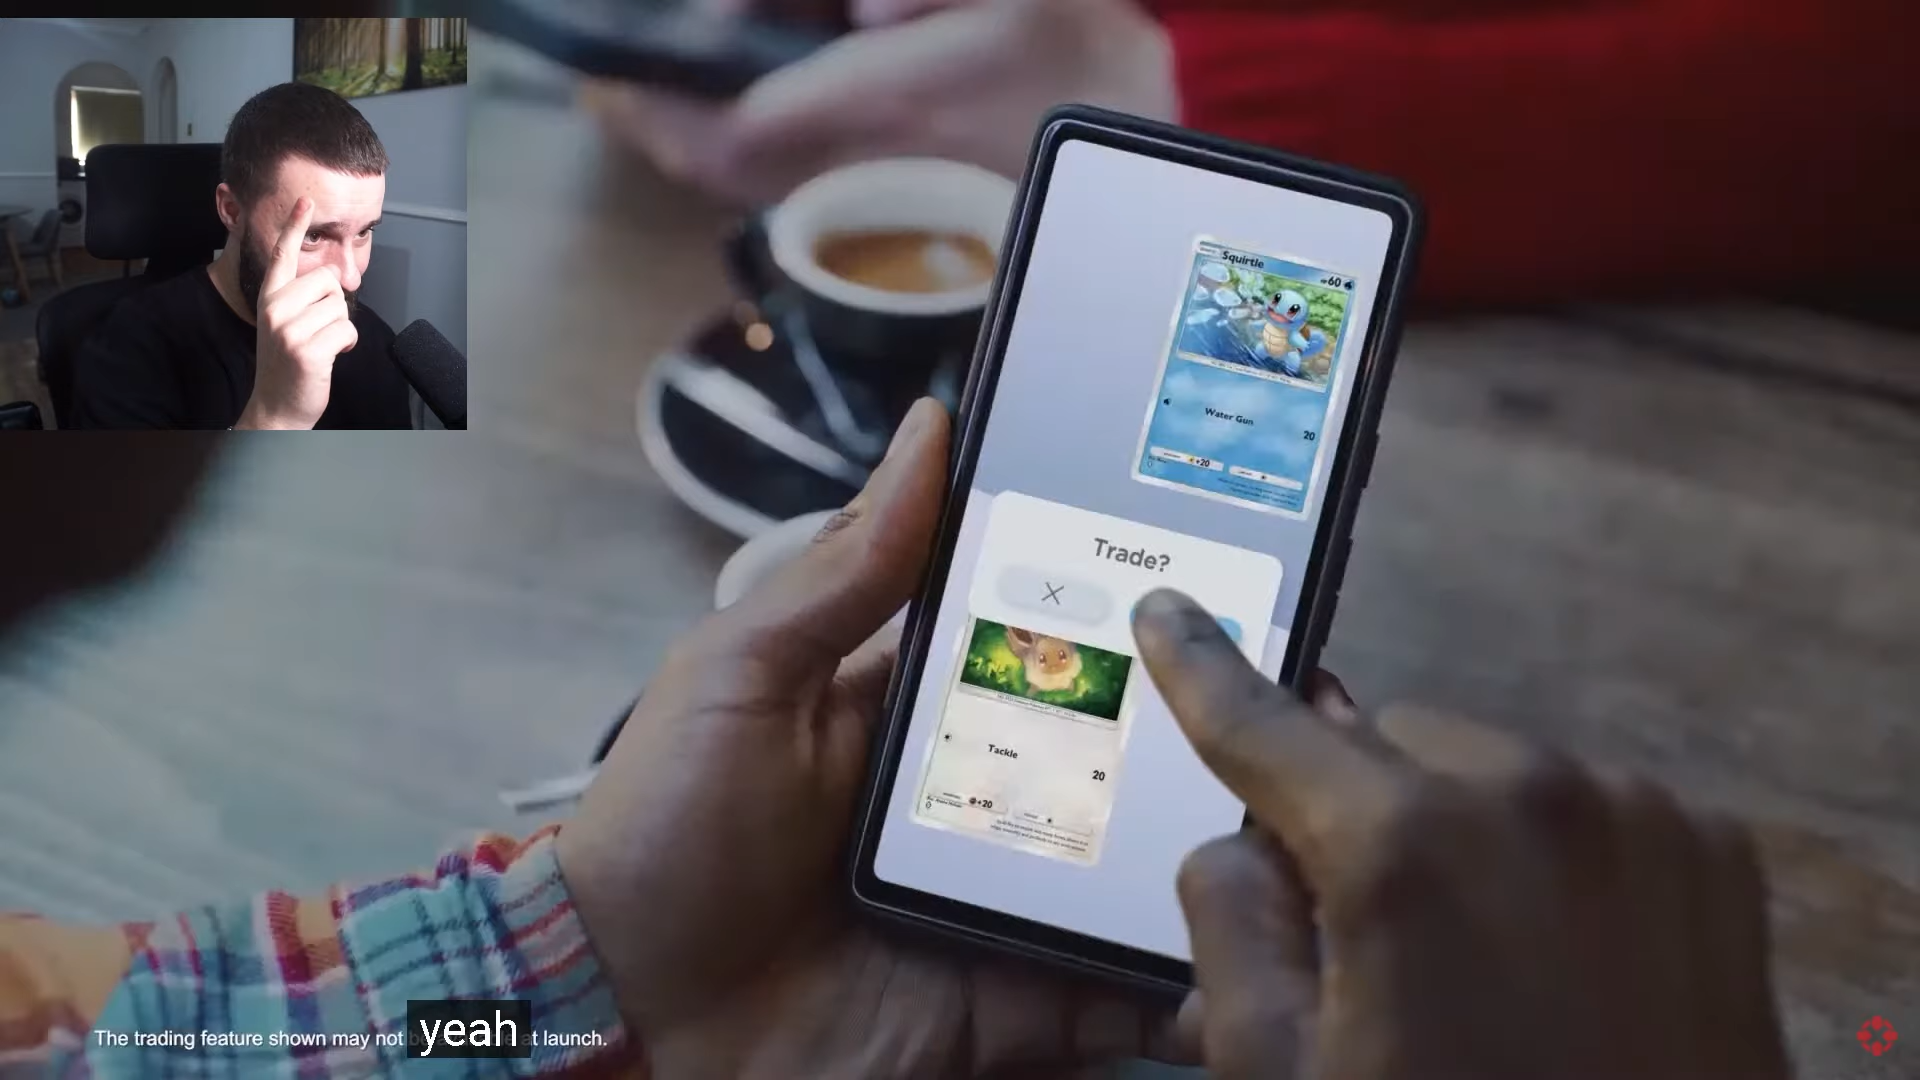 Squirtle
60
Water Gun
20
+20
Trade?
Tackle
20
+20
The trading feature shown may not b
yeah
at launch.